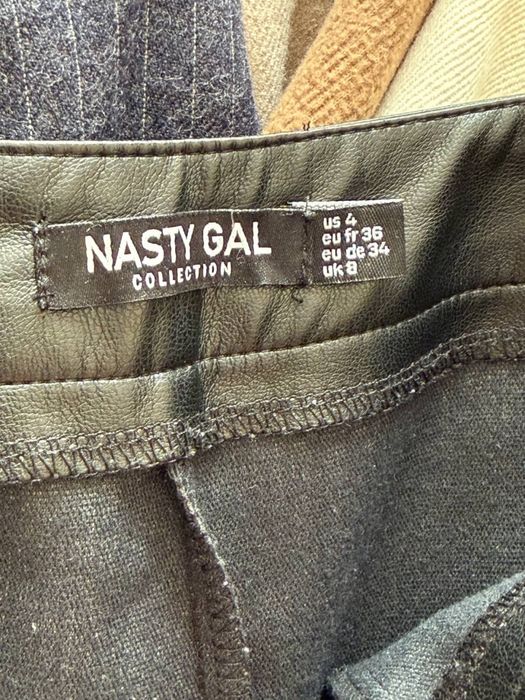 NASTY GAL
COLLECTION
us 4
eu fr 36
eu de 34
uk 8